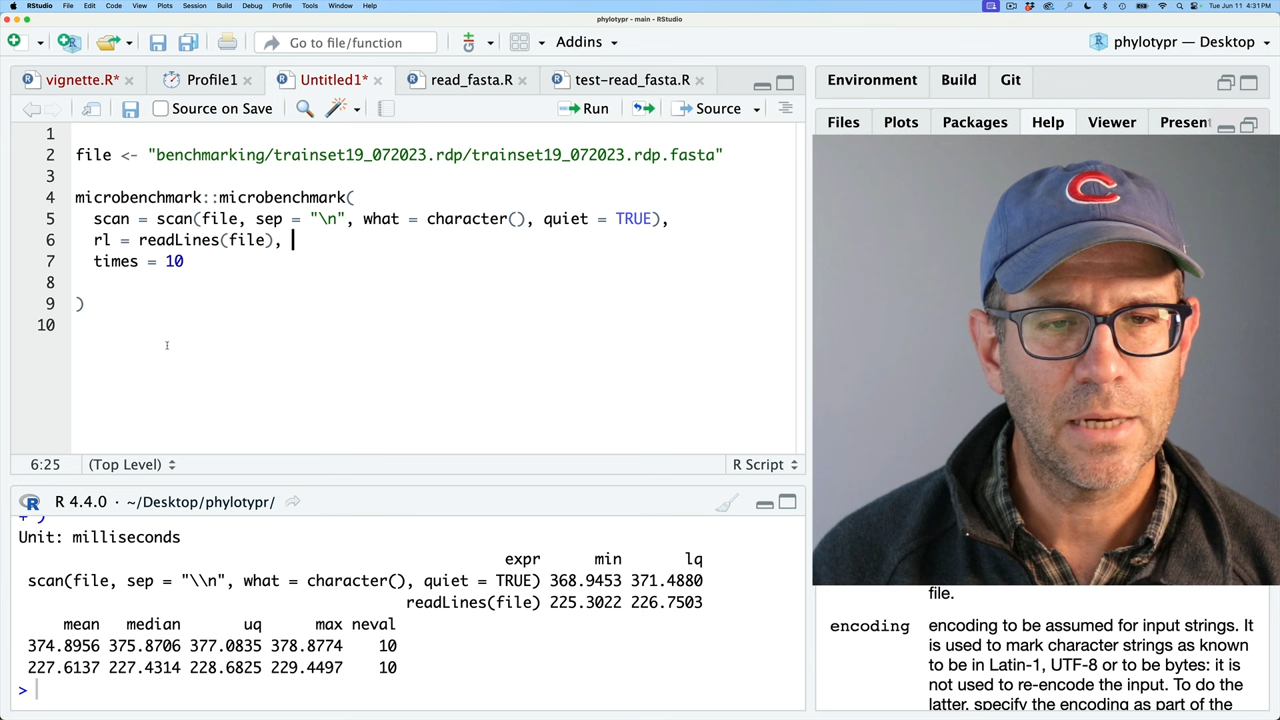 RStudio File Edit Code View Plots Session Build Debug Profile Tools Window Help Tue Jun 11 4:31 PM
phylotypr - main - RStudio
Go to file/function Addins phylotypr — Desktop
vignette.R* Profile1 Untitled1* read_fasta.R test-read_fasta.R
Source on Save Run Source
1
2 file <- "benchmarking/trainset19_072023.rdp/trainset19_072023.rdp.fasta"
3
4 microbenchmark::microbenchmark(
5 scan = scan(file, sep = "\n", what = character(), quiet = TRUE),
6 rl = readLines(file),
7 times = 10
8
9 )
10
6:25 (Top Level) R Script
R 4.4.0 · ~/Desktop/phylotypr/
+ )
Unit: milliseconds
expr min lq
scan(file, sep = "\\n", what = character(), quiet = TRUE) 368.9453 371.4880
readLines(file) 225.3022 226.7503
mean median uq max neval
374.8956 375.8706 377.0835 378.8774 10
227.6137 227.4314 228.6825 229.4497 10
>
Environment Build Git
Files Plots Packages Help Viewer Present
C
file.
encoding encoding to be assumed for input strings. It
is used to mark character strings as known
to be in Latin-1, UTF-8 or to be bytes: it is
not used to re-encode the input. To do the
latter, specify the encoding as part of the